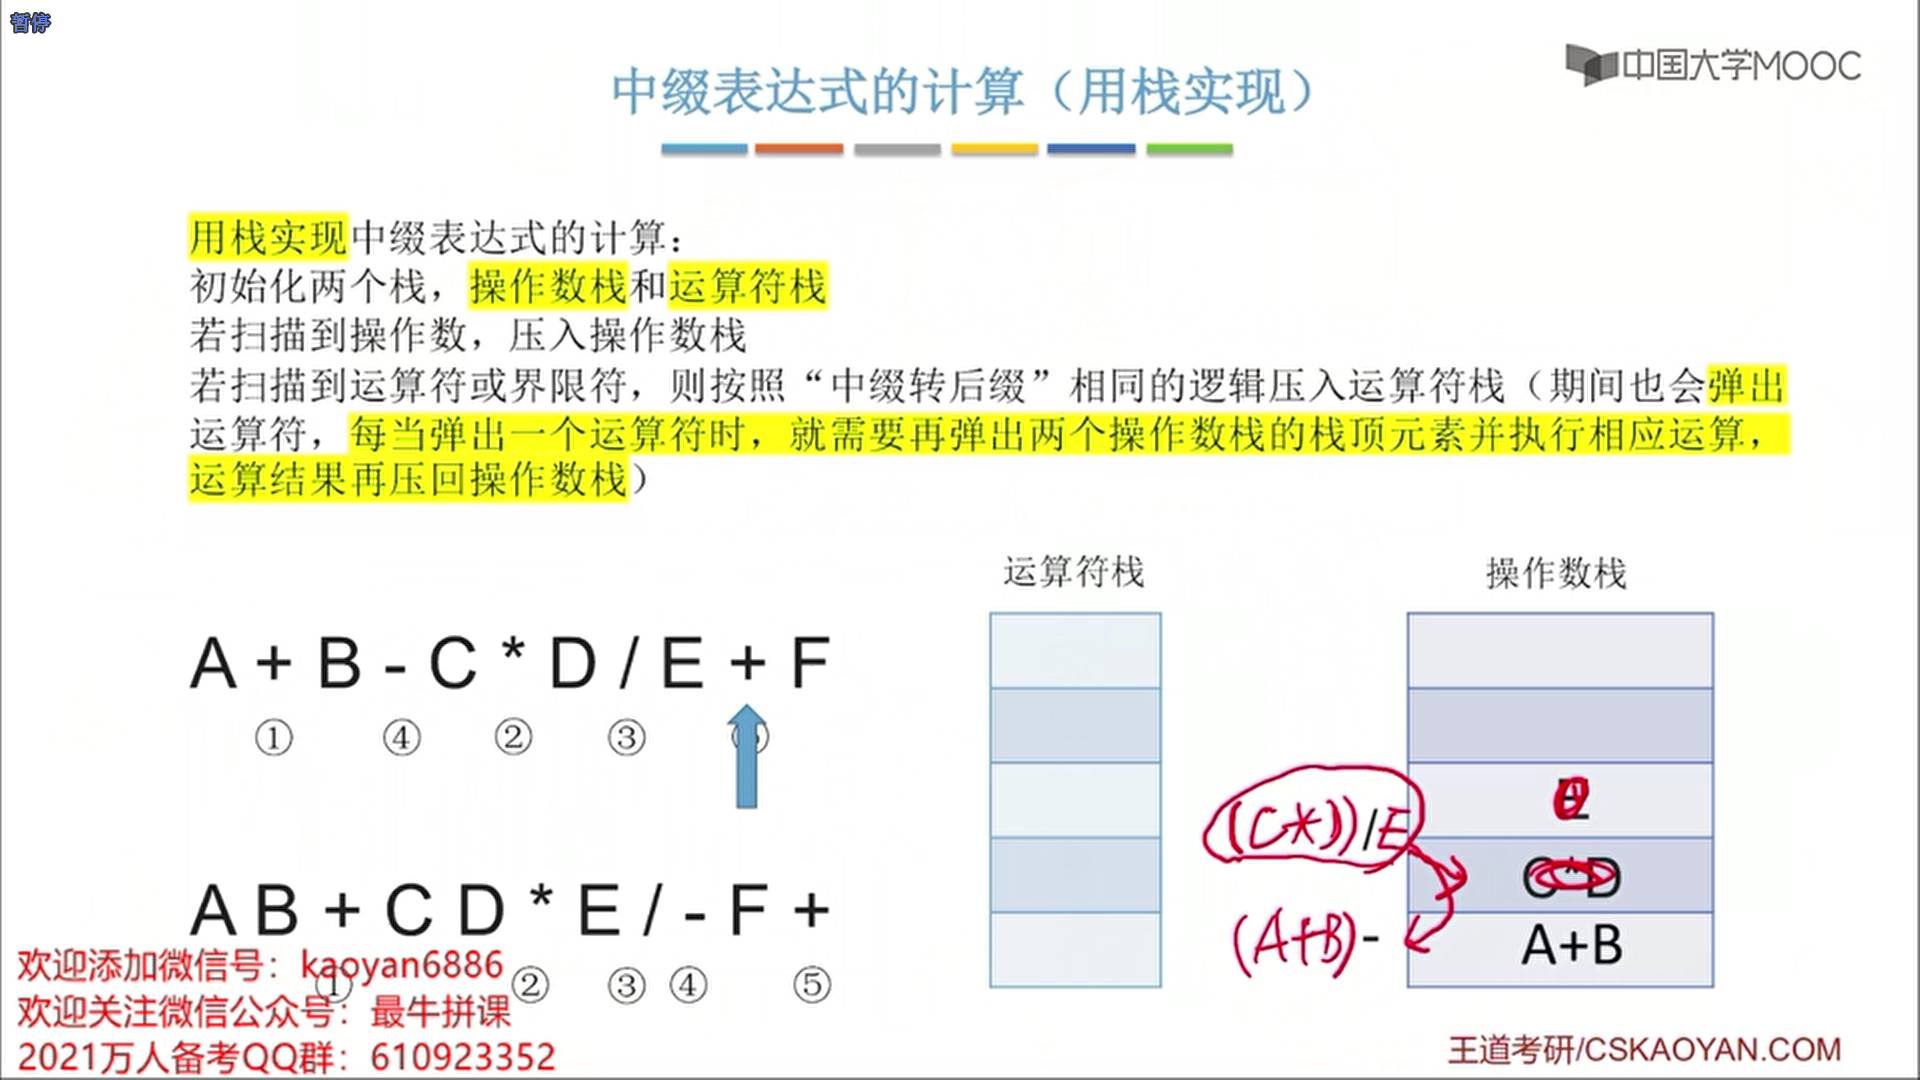 暂停
中国大学MOOC
中缀表达式的计算（用栈实现）
用栈实现中缀表达式的计算：
初始化两个栈，操作数栈和运算符栈
若扫描到操作数，压入操作数栈
若扫描到运算符或界限符，则按照“中缀转后缀”相同的逻辑压入运算符栈（期间也会弹出
运算符，每当弹出一个运算符时，就需要再弹出两个操作数栈的栈顶元素并执行相应运算，
运算结果再压回操作数栈）
运算符栈
操作数栈
A + B - C * D / E + F
① ④ ② ③
E
(C*D)/E
C*D
(A+B)-
A+B
A B + C D * E / - F +
① ② ③ ④ ⑤
欢迎添加微信号：kaoyan6886
欢迎关注微信公众号：最牛拼课
2021万人备考QQ群：610923352
王道考研/CSKAOYAN.COM